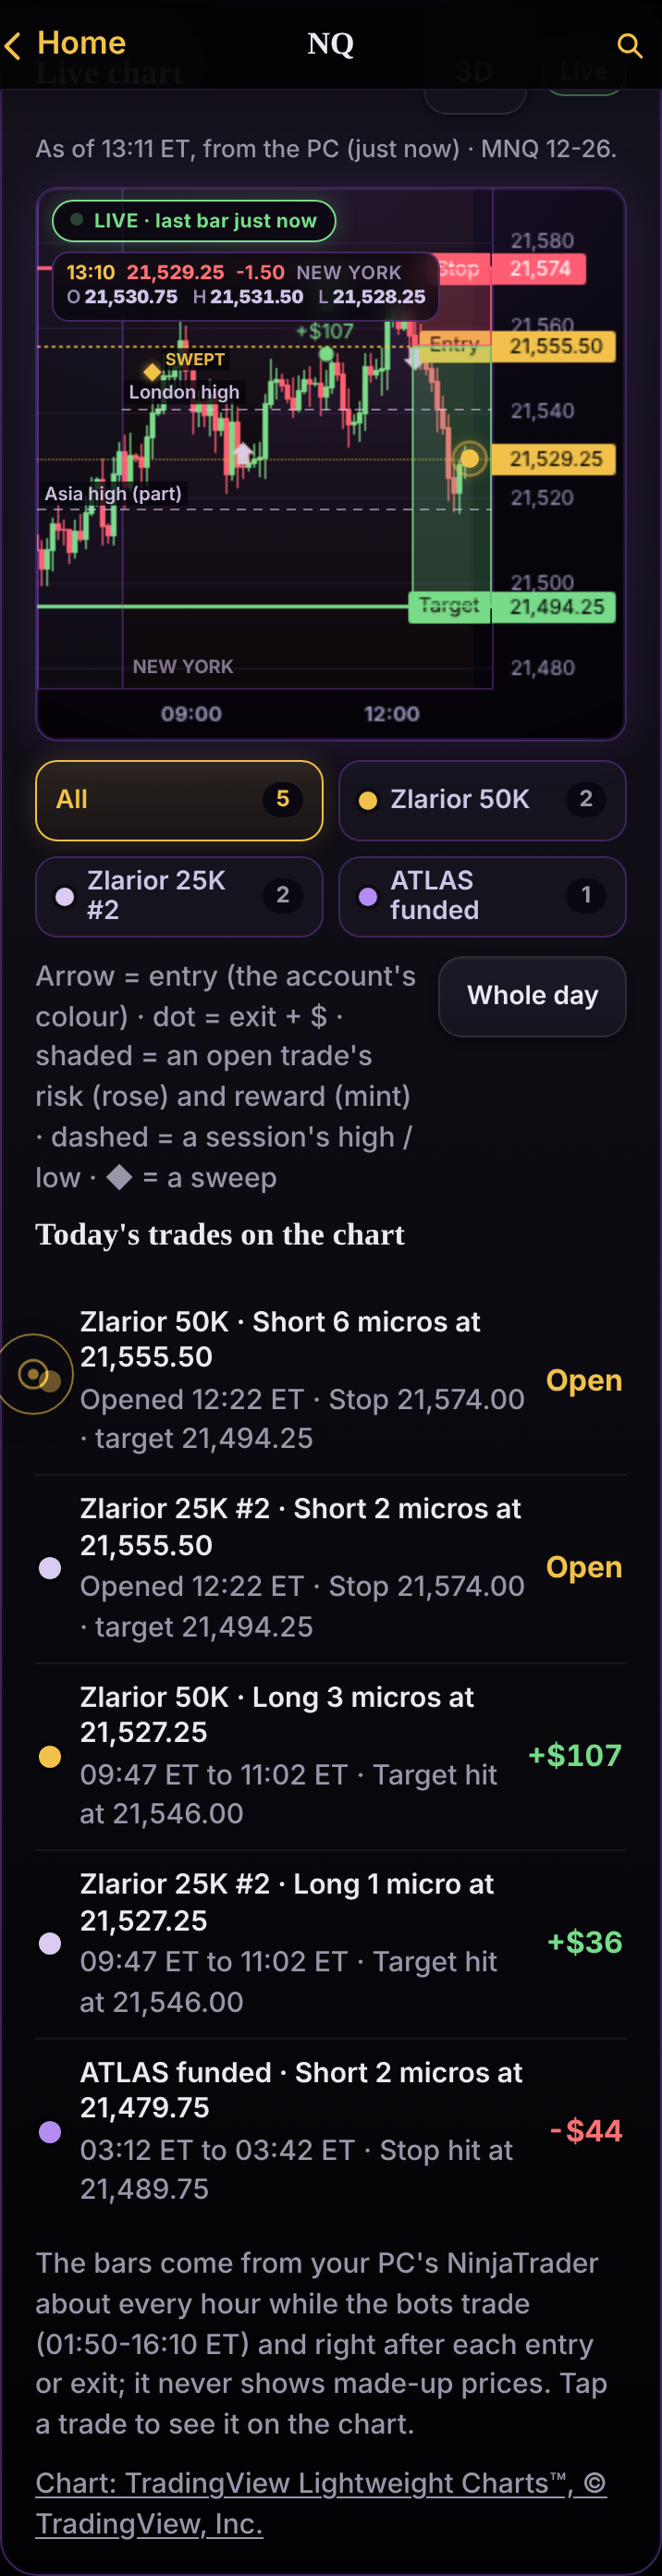 Home
NQ
Live chart
3D
Live
As of 13:11 ET, from the PC (just now) · MNQ 12-26.
LIVE · last bar just now
13:10 21,529.25 -1.50 NEW YORK
O 21,530.75 H 21,531.50 L 21,528.25
21,580
Stop 21,574
+$107
21,560
Entry 21,555.50
SWEPT
London high
21,540
21,529.25
Asia high (part)
21,520
21,500
Target 21,494.25
NEW YORK
21,480
09:00 12:00
All 5
Zlarior 50K 2
Zlarior 25K
#2
2
ATLAS
funded
1
Arrow = entry (the account's
colour) · dot = exit + $ ·
shaded = an open trade's
risk (rose) and reward (mint)
· dashed = a session's high /
low · ◆ = a sweep
Whole day
Today's trades on the chart
Zlarior 50K · Short 6 micros at
21,555.50
Opened 12:22 ET · Stop 21,574.00
· target 21,494.25
Open
Zlarior 25K #2 · Short 2 micros at
21,555.50
Opened 12:22 ET · Stop 21,574.00
· target 21,494.25
Open
Zlarior 50K · Long 3 micros at
21,527.25
09:47 ET to 11:02 ET · Target hit
at 21,546.00
+$107
Zlarior 25K #2 · Long 1 micro at
21,527.25
09:47 ET to 11:02 ET · Target hit
at 21,546.00
+$36
ATLAS funded · Short 2 micros at
21,479.75
03:12 ET to 03:42 ET · Stop hit at
21,489.75
-$44
The bars come from your PC's NinjaTrader
about every hour while the bots trade
(01:50-16:10 ET) and right after each entry
or exit; it never shows made-up prices. Tap
a trade to see it on the chart.
Chart: TradingView Lightweight Charts™, ©
TradingView, Inc.